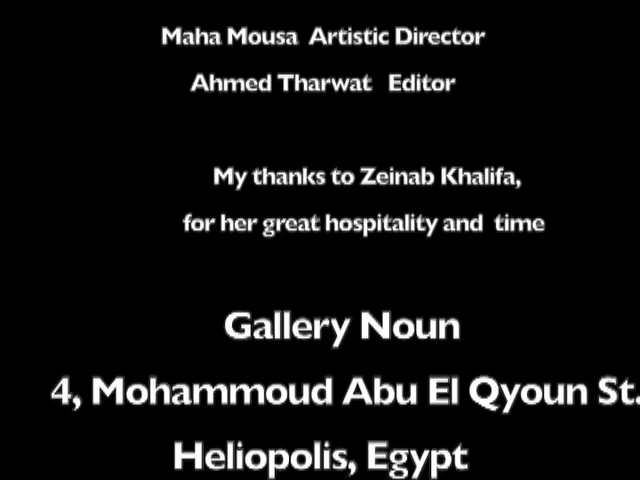 Maha Mousa Artistic Director
Ahmed Tharwat Editor
My thanks to Zeinab Khalifa,
for her great hospitality and time
Gallery Noun
4, Mohammoud Abu El Qyoun St.
Heliopolis, Egypt